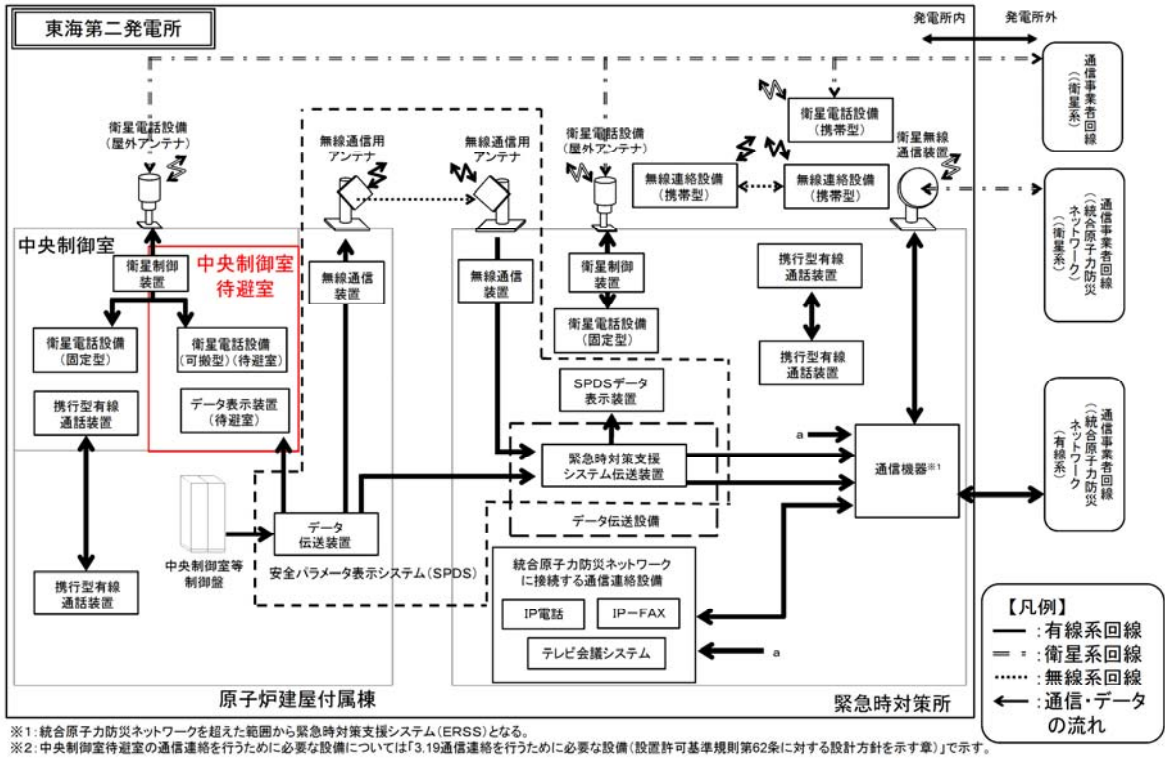 東海第二発電所
発電所内
発電所外
通信事業者回線
(（衛星系）
衛星電話設備
(携帯型)
衛星電話設備
(屋外アンテナ)
無線通信用
アンテナ
無線通信用
アンテナ
衛星電話設備
(屋外アンテナ)
衛星無線
通信装置
無線連絡設備
(携帯型)
無線連絡設備
(携帯型)
通信事業者回線
(（統合原子力防災
ネットワーク）
(衛星系)
中央制御室
中央制御室
待避室
衛星制御
装置
無線通信
装置
無線通信
装置
衛星制御
装置
携行型有線
通話装置
衛星電話設備
(固定型)
衛星電話設備
(可搬型)(待避室)
衛星電話設備
(固定型)
携行型有線
通話装置
携行型有線
通話装置
データ表示装置
(待避室)
SPDSデータ
表示装置
通信事業者回線
(（統合原子力防災
ネットワーク
(有線系)
a
緊急時対策支援
システム伝送装置
通信機器※1
データ伝送設備
データ
伝送装置
中央制御室等
制御盤
安全パラメータ表示システム(SPDS)
携行型有線
通話装置
統合原子力防災ネットワーク
に接続する通信連絡設備
IP電話
IP－FAX
テレビ会議システム
a
原子炉建屋付属棟
緊急時対策所
【凡例】
:有線系回線
:衛星系回線
:無線系回線
:通信・データ
の流れ
※1:統合原子力防災ネットワークを超えた範囲から緊急時対策支援システム(ERSS)となる。
※2:中央制御室待避室の通信連絡を行うために必要な設備については「3.19通信連絡を行うために必要な設備(設置許可基準規則第62条に対する設計方針を示す章)」で示す。